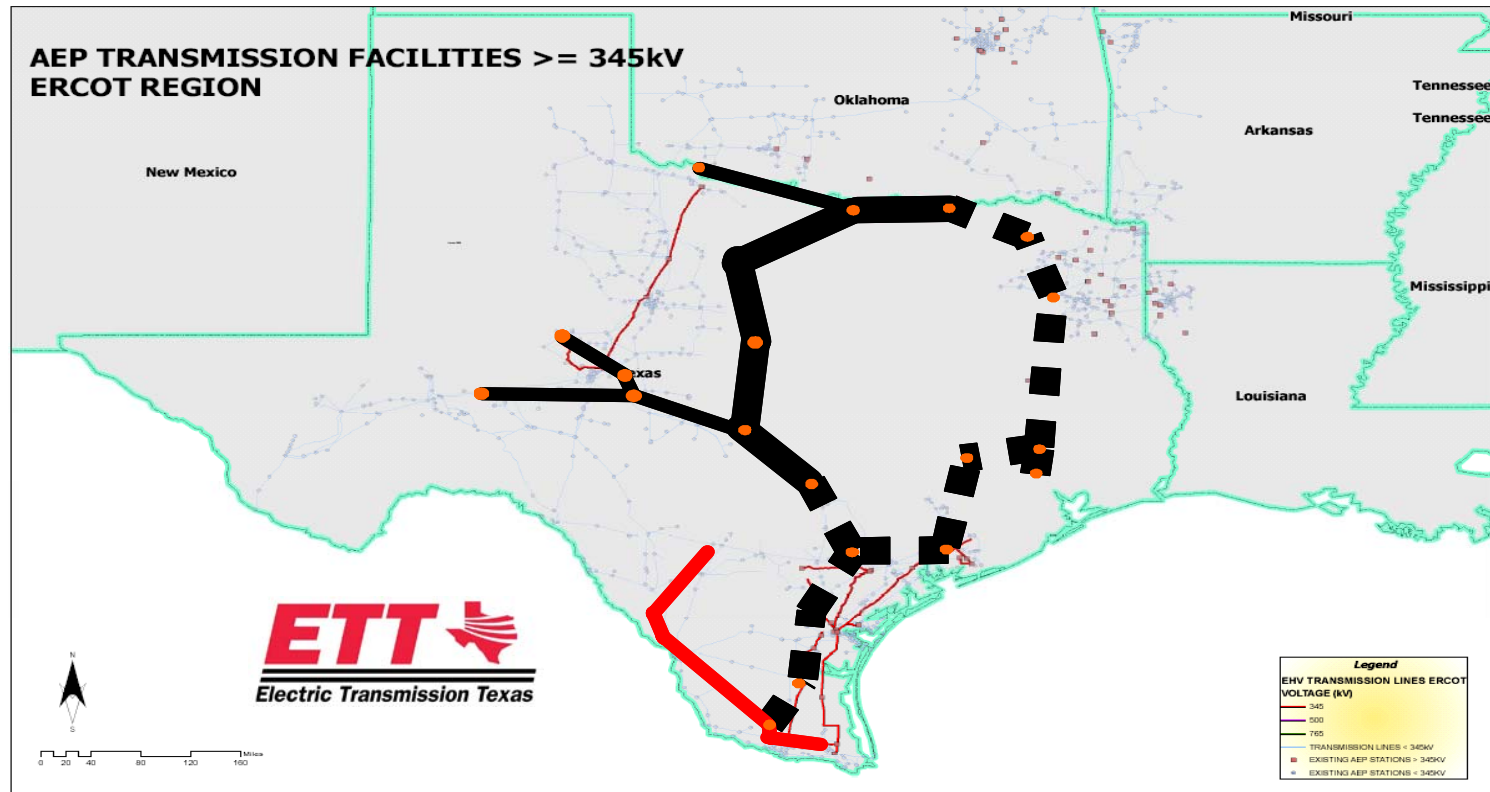 Missouri
AEP TRANSMISSION FACILITIES >= 345kV
ERCOT REGION
Tennessee
Oklahoma
Tennessee
Arkansas
New Mexico
Mississippi
exas
Louisiana
ETT
Electric Transmission Texas
N
S
0 20 40 80 120 160 Miles
Legend
EHV TRANSMISSION LINES ERCOT
VOLTAGE (kV)
345
500
765
TRANSMISSION LINES < 345kV
EXISTING AEP STATIONS > 345KV
EXISTING AEP STATIONS < 345KV